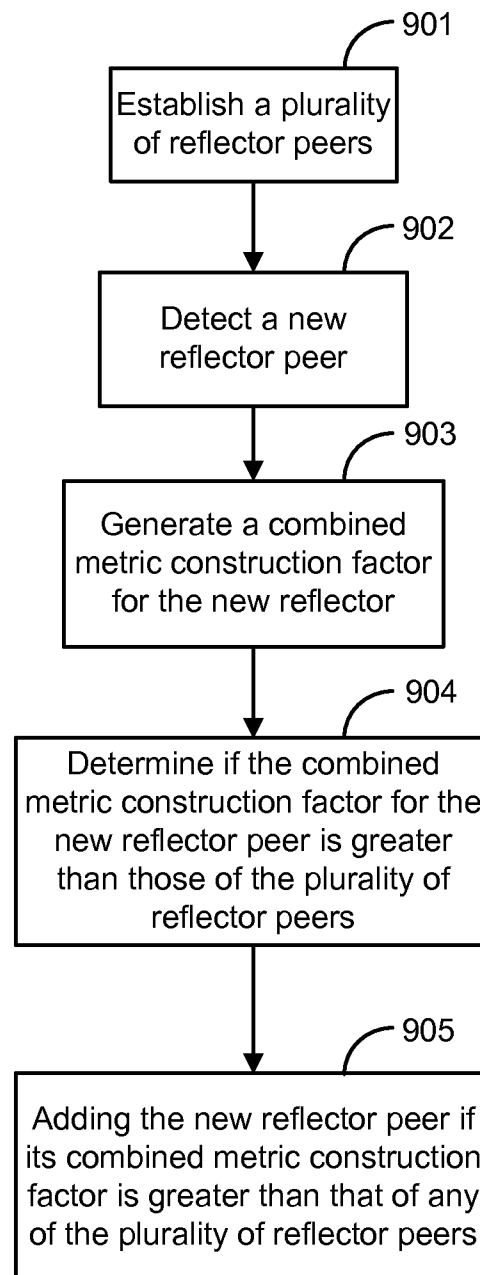 901
Establish a plurality
of reflector peers
902
Detect a new
reflector peer
903
Generate a combined
metric construction factor
for the new reflector
904
Determine if the combined
metric construction factor for the
new reflector peer is greater
than those of the plurality of
reflector peers
905
Adding the new reflector peer if
its combined metric construction
factor is greater than that of any
of the plurality of reflector peers